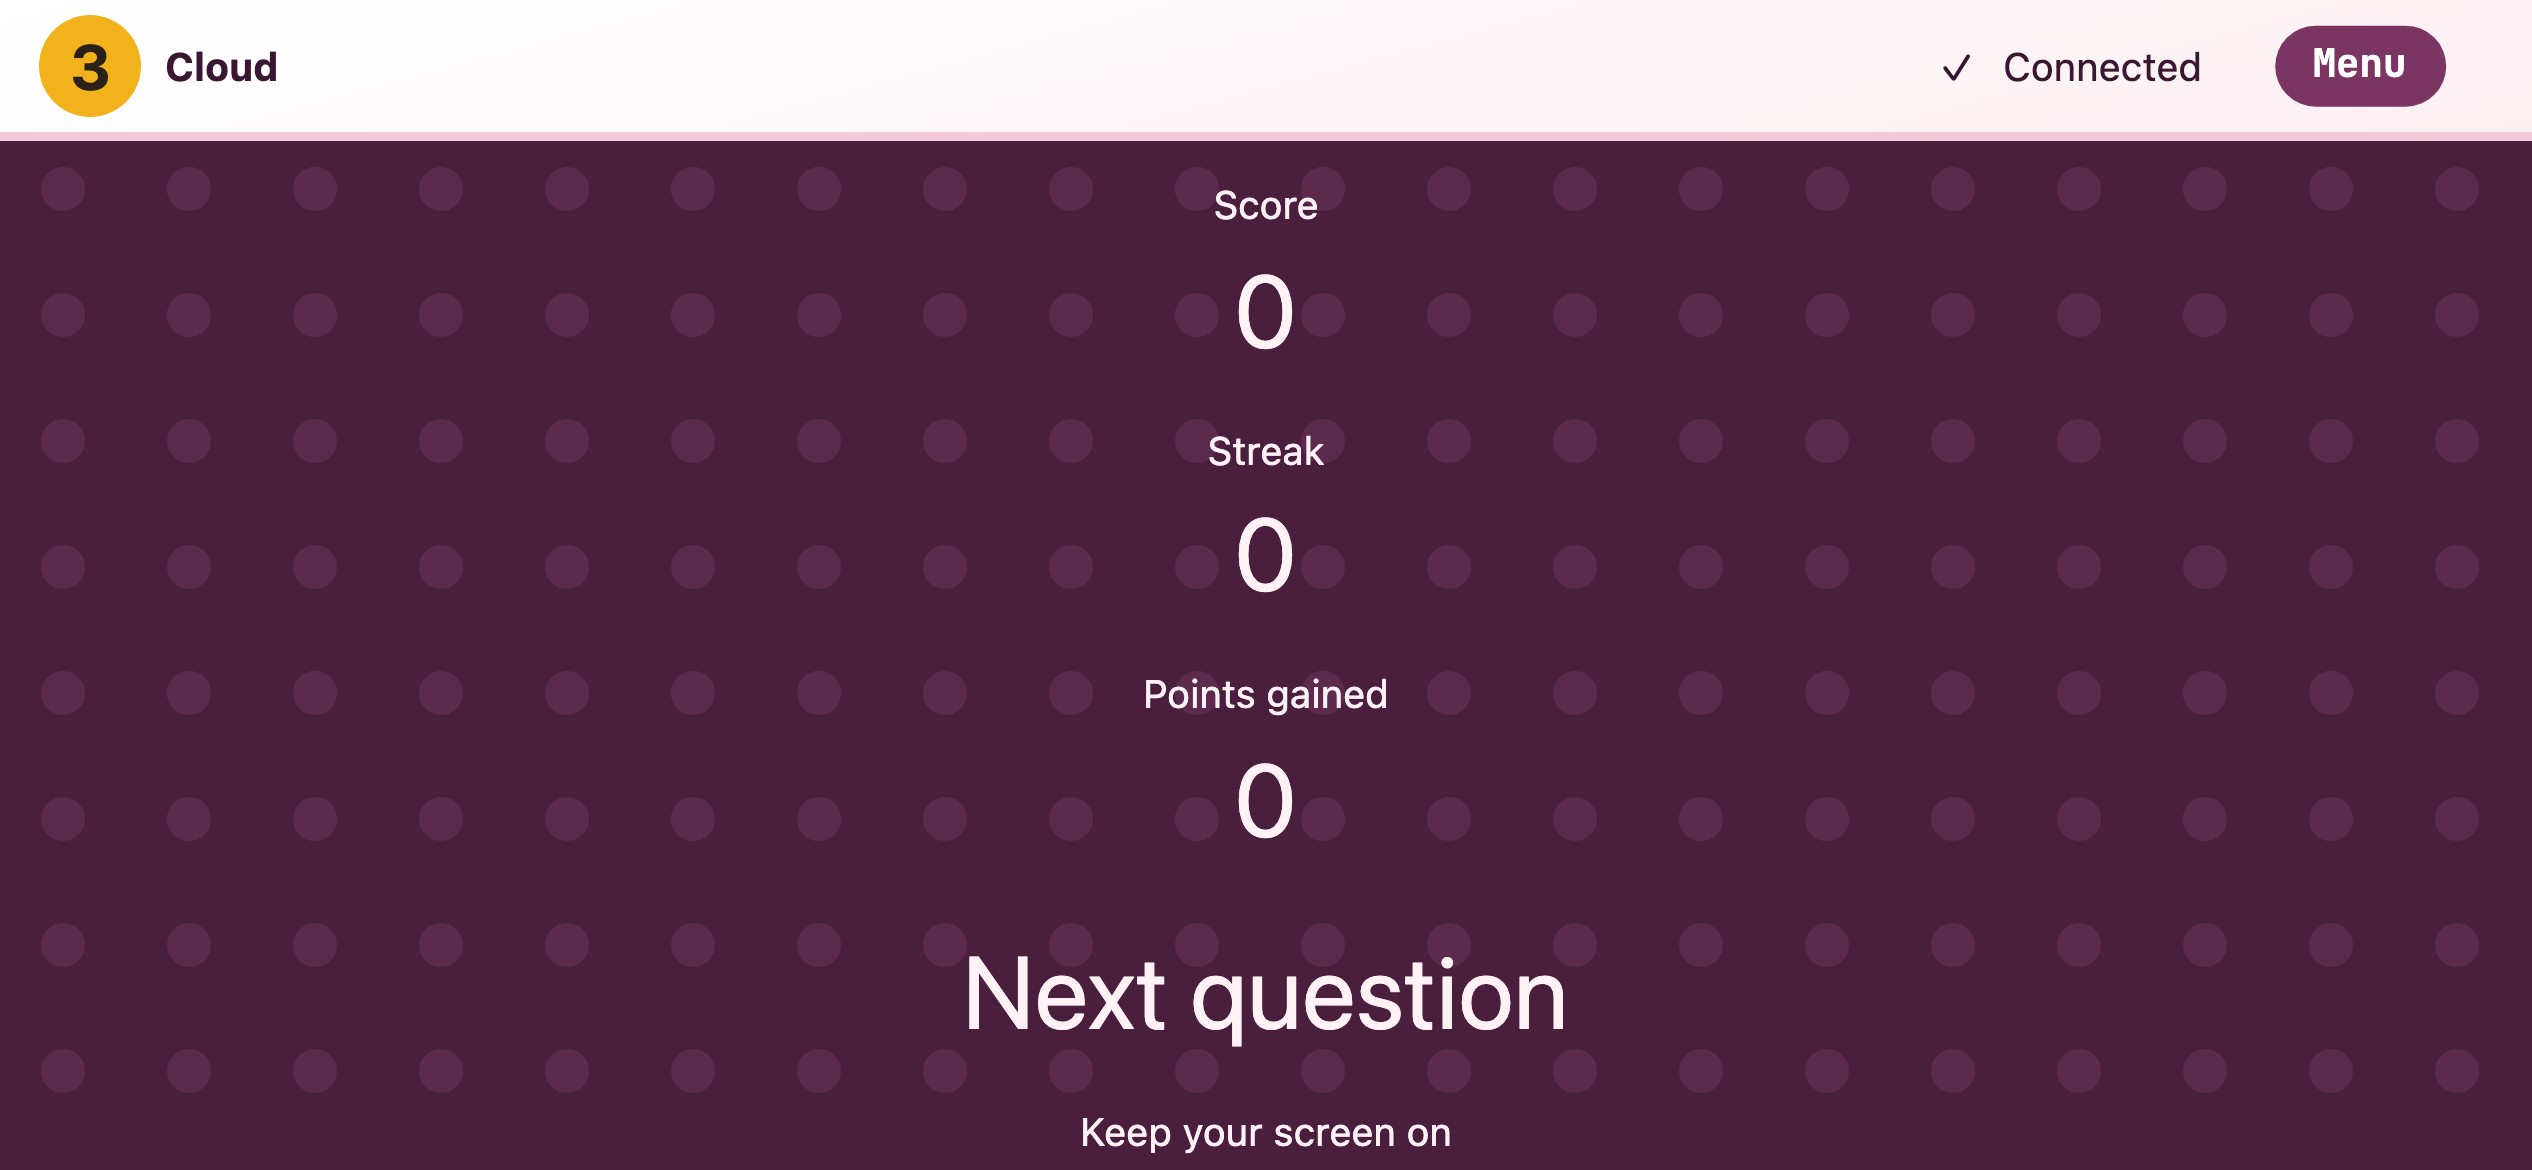 3 Cloud ✓ Connected Menu
Score
0
Streak
0
Points gained
0
Next question
Keep your screen on